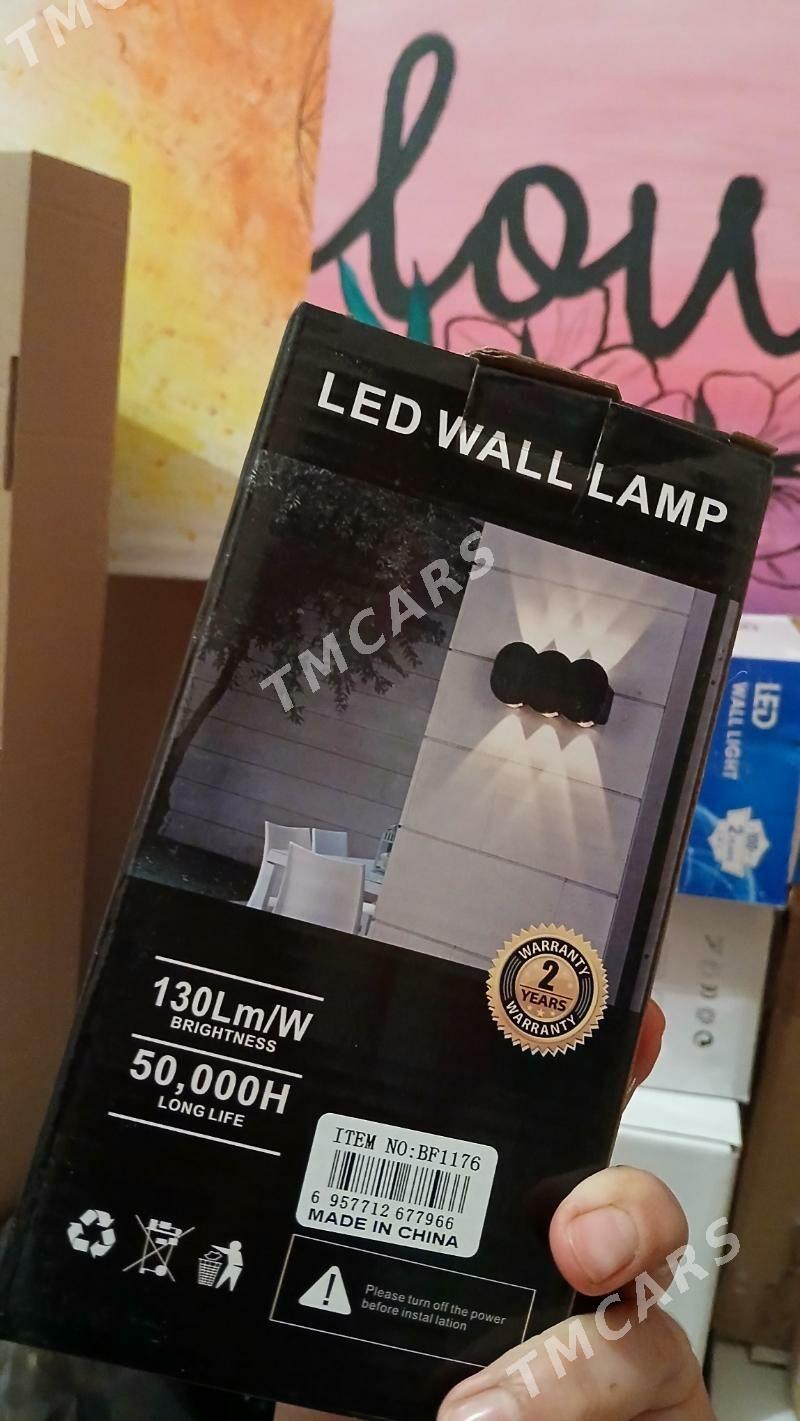 TMCARS
lou
LED WALL LAMP
TMCARS
LED
WALL LIGHT
2
WARRANTY
2
YEARS
WARRANTY
130Lm/W
BRIGHTNESS
50,000H
LONG LIFE
ITEM NO:BF1176
6 957712 677966
MADE IN CHINA
Please turn off the power
before instal lation
TMCARS